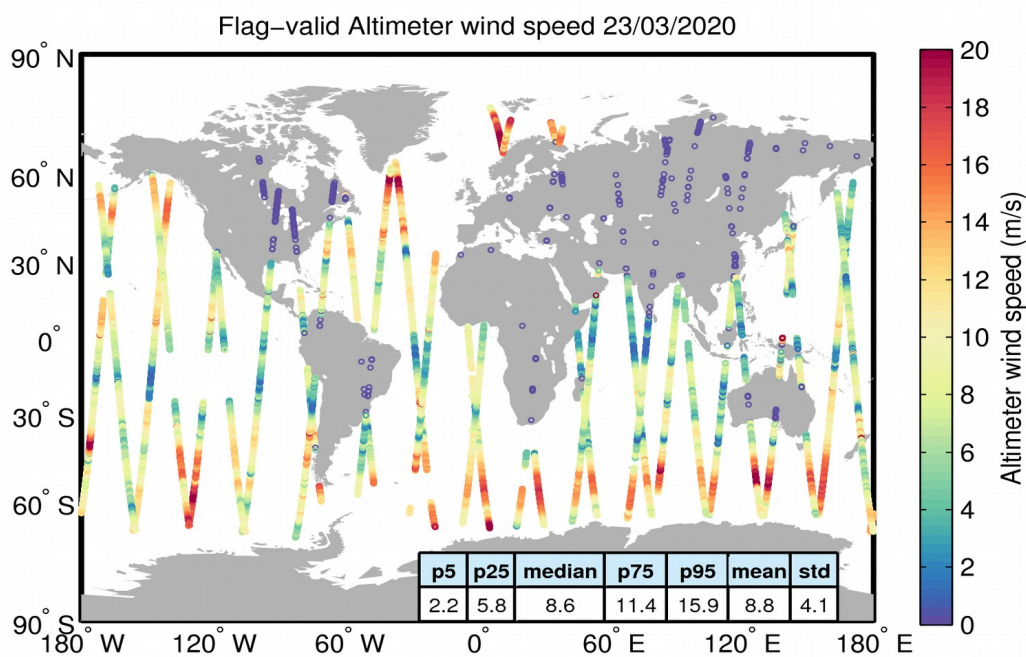 Flag-valid Altimeter wind speed 23/03/2020
90° N
60° N
30° N
0°
30° S
60° S
90° S
180° W
120° W
60° W
0°
60° E
120° E
180° E
p5 p25 median p75 p95 mean std
2.2 5.8 8.6 11.4 15.9 8.8 4.1
20
18
16
14
12
10
8
6
4
2
0
Altimeter wind speed (m/s)